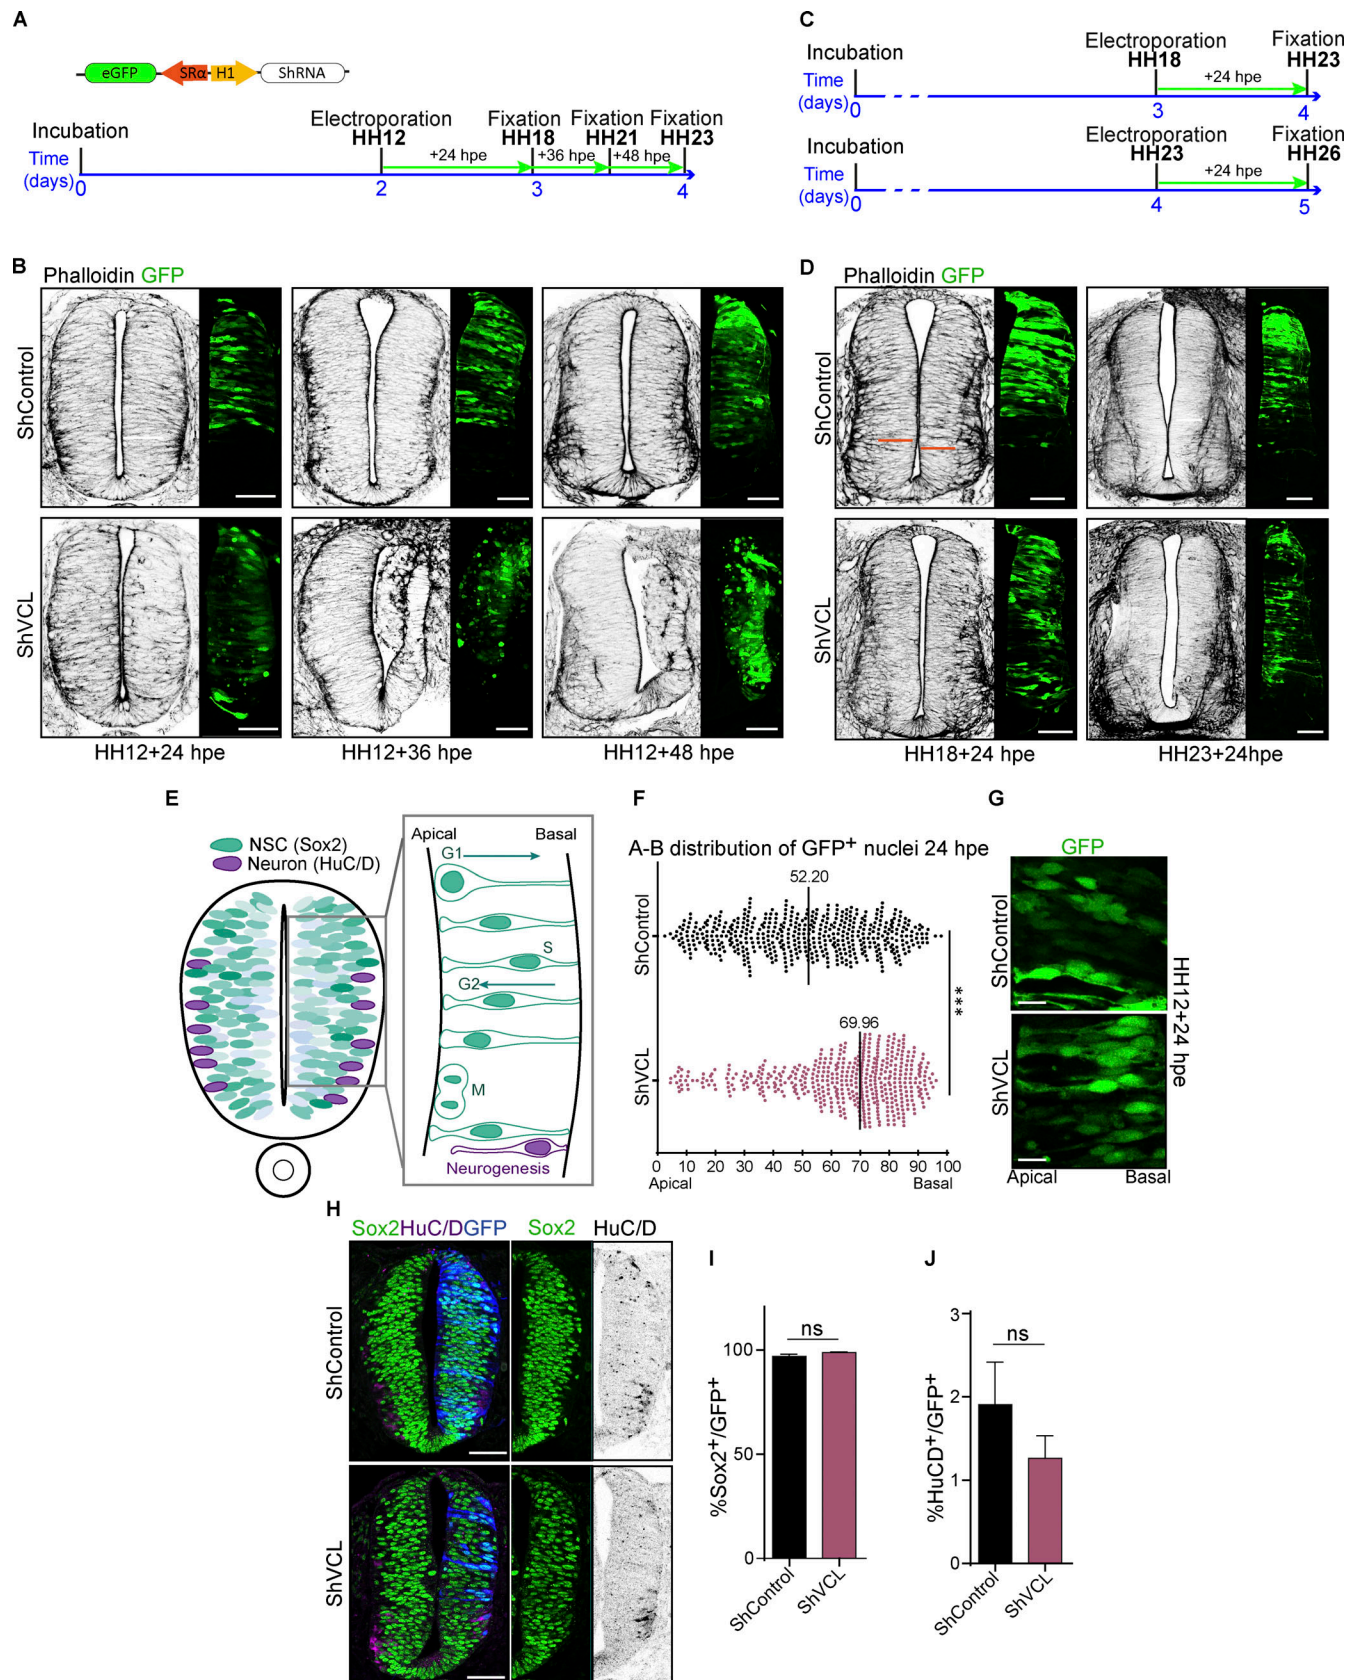 A
eGFP SRα H1 ShRNA
Electroporation Fixation Fixation Fixation
Incubation HH12 HH18 HH21 HH23
Time +24 hpe +36 hpe +48 hpe
(days) 0 2 3 4
C
Electroporation Fixation
Incubation HH18 HH23
Time +24 hpe
(days) 0 3 4
Electroporation Fixation
Incubation HH23 HH26
Time +24 hpe
(days) 0 4 5
B
Phalloidin GFP
ShControl
ShVCL
HH12+24 hpe HH12+36 hpe HH12+48 hpe
D
Phalloidin GFP
ShControl
ShVCL
HH18+24 hpe HH23+24hpe
E
NSC (Sox2)
Neuron (HuC/D)
Apical Basal
G1
S
G2
M
Neurogenesis
F
A-B distribution of GFP+ nuclei 24 hpe
52.20
ShControl
***
69.96
ShVCL
0 10 20 30 40 50 60 70 80 90 100
Apical Basal
G
GFP
ShControl
ShVCL
HH12+24 hpe
Apical Basal
H
Sox2HuC/DGFP Sox2 HuC/D
ShControl
ShVCL
I
ns
100
50
0
%Sox2+/GFP+
ShControl ShVCL
J
3
ns
2
1
0
%HuCD+/GFP+
ShControl ShVCL